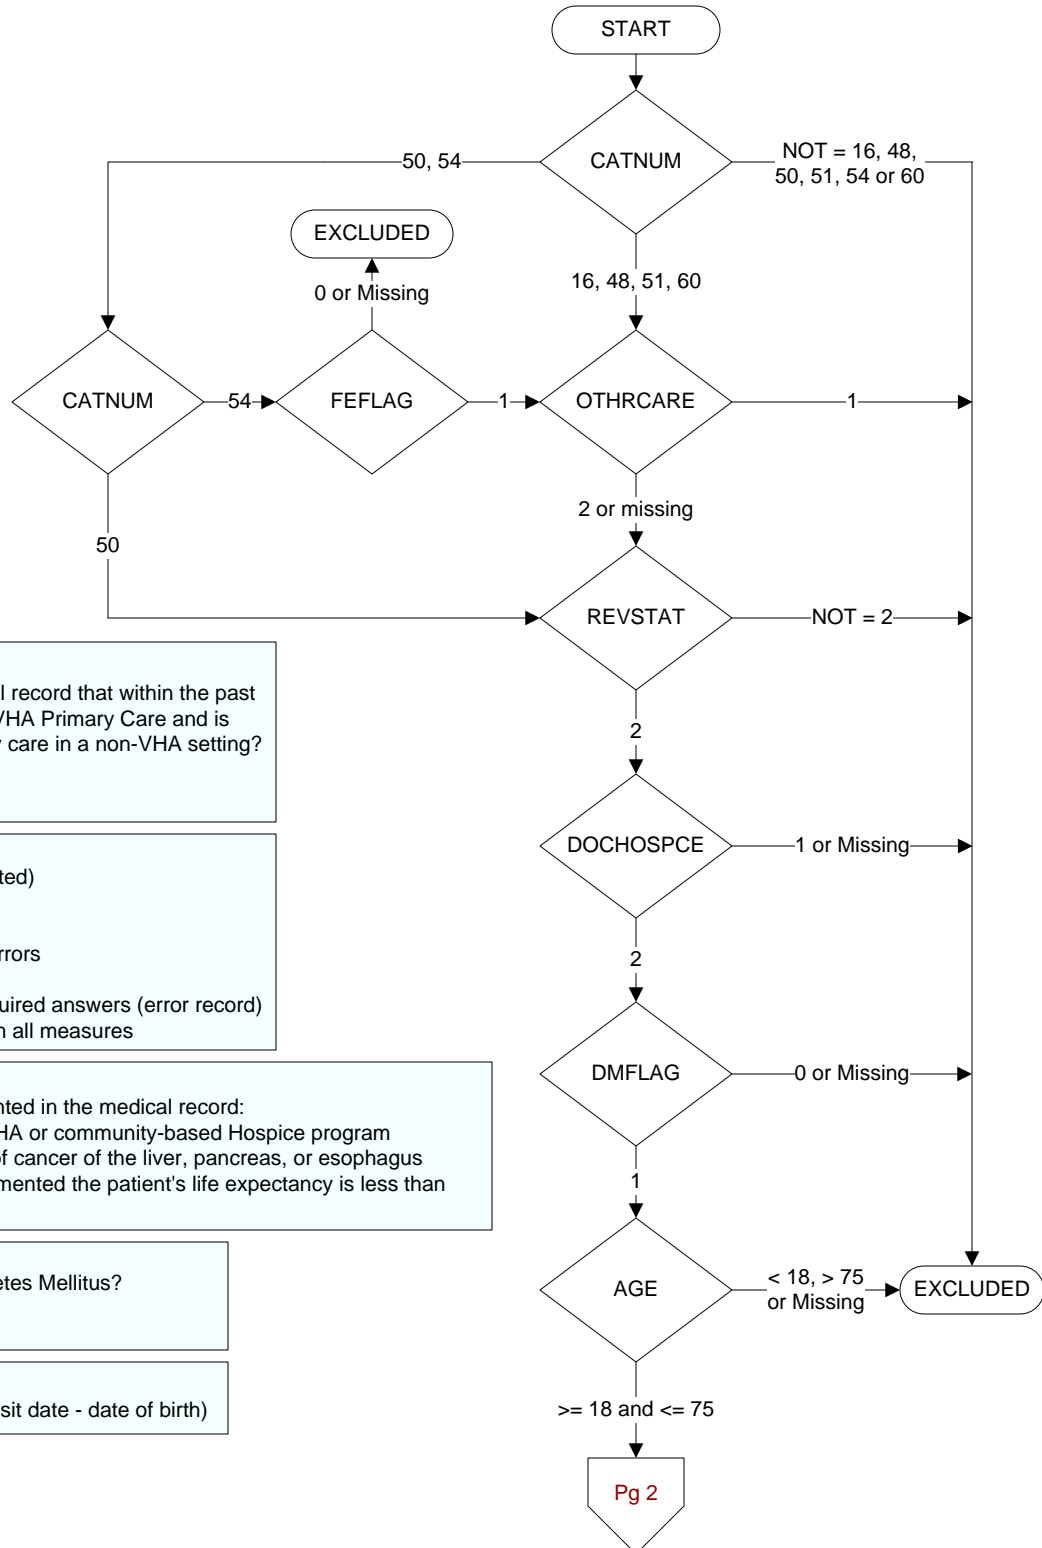 START
CATNUM
50, 54
NOT = 16, 48,
50, 51, 54 or 60
EXCLUDED
0 or Missing
16, 48, 51, 60
CATNUM
54
FEFLAG
1
OTHRCARE
1
2 or missing
50
REVSTAT
NOT = 2
l record that within the past
VHA Primary Care and is
care in a non-VHA setting?
2
DOCHOSPCE
1 or Missing
ted)
rrors
uired answers (error record)
all measures
2
DMFLAG
0 or Missing
nted in the medical record:
HA or community-based Hospice program
of cancer of the liver, pancreas, or esophagus
mented the patient's life expectancy is less than
1
AGE
< 18, > 75
or Missing
EXCLUDED
etes Mellitus?
sit date - date of birth)
>= 18 and <= 75
Pg 2